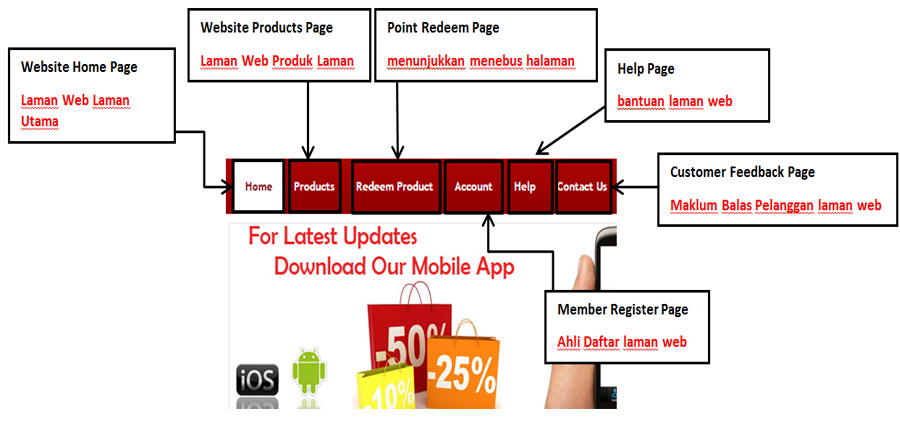 Website Home Page
Laman Web Laman
Utama
Website Products Page
Laman Web Produk Laman
Point Redeem Page
menunjukkan menebus halaman
Help Page
bantuan laman web
Customer Feedback Page
Maklum Balas Pelanggan laman web
Home
Products
Redeem Product
Account
Help
Contact Us
For Latest Updates
Download Our Mobile App
Member Register Page
Ahli Daftar laman web
-50%
-25%
-10%
iOS